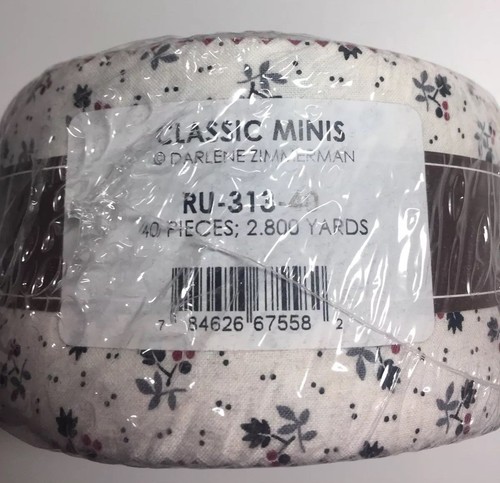 CLASSIC MINIS
© DARLENE ZIMMERMAN
RU-313-40
40 PIECES; 2.800 YARDS
7 84626 67558 2